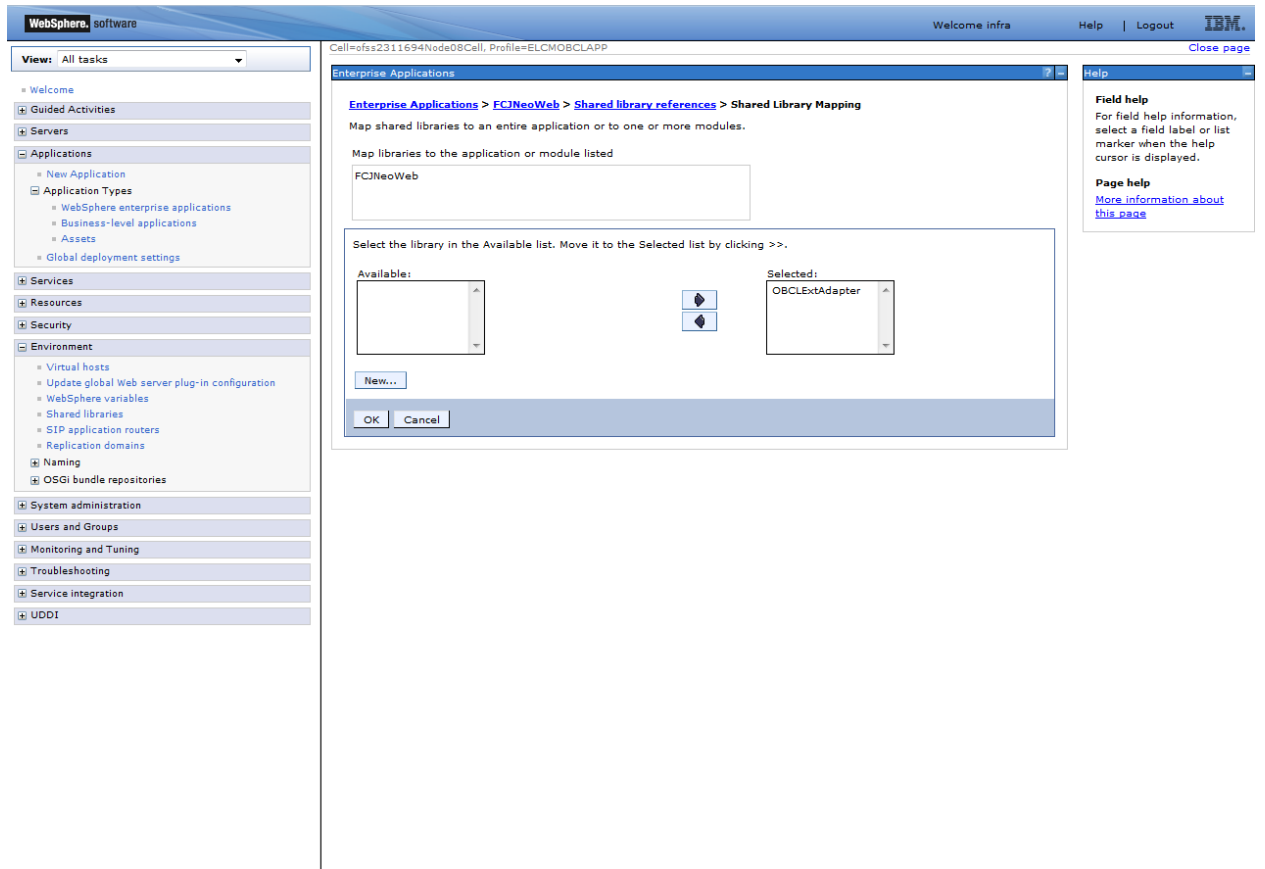 WebSphere. software
Welcome infra
Help | Logout
IBM.
View: All tasks
Welcome
Guided Activities
Servers
Applications
New Application
Application Types
WebSphere enterprise applications
Business-level applications
Assets
Global deployment settings
Services
Resources
Security
Environment
Virtual hosts
Update global Web server plug-in configuration
WebSphere variables
Shared libraries
SIP application routers
Replication domains
Naming
OSGi bundle repositories
System administration
Users and Groups
Monitoring and Tuning
Troubleshooting
Service integration
UDDI
Cell=ofss2311694Node08Cell, Profile=ELCMOBCLAPP
Close page
Enterprise Applications
?
Enterprise Applications > FCJNeoWeb > Shared library references > Shared Library Mapping
Map shared libraries to an entire application or to one or more modules.
Map libraries to the application or module listed
FCJNeoWeb
Select the library in the Available list. Move it to the Selected list by clicking >>.
Available:
Selected:
OBCLExtAdapter
New...
OK Cancel
Help
Field help
For field help information,
select a field label or list
marker when the help
cursor is displayed.
Page help
More information about
this page